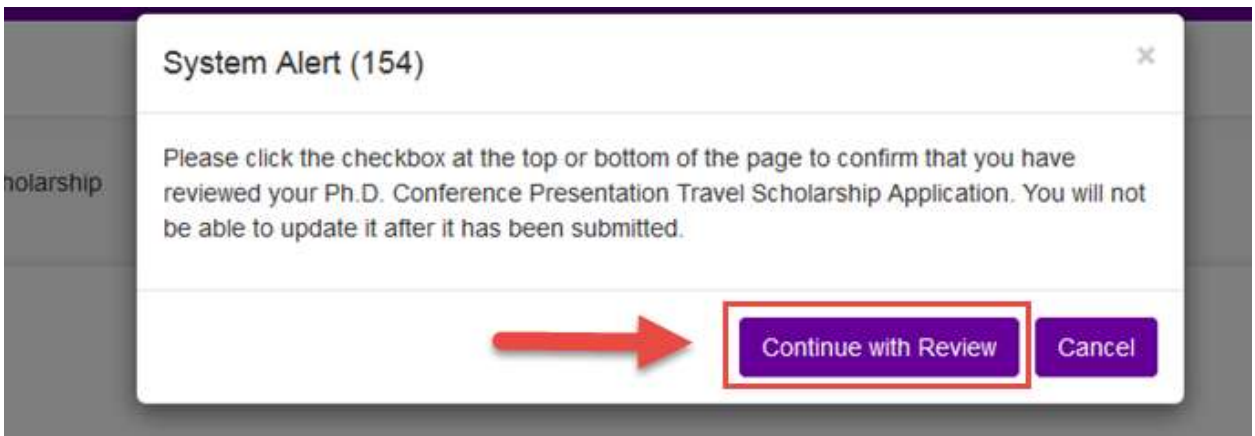 System Alert (154)
×
Please click the checkbox at the top or bottom of the page to confirm that you have
holarship
reviewed your Ph.D. Conference Presentation Travel Scholarship Application. You will not
be able to update it after it has been submitted.
Continue with Review
Cancel